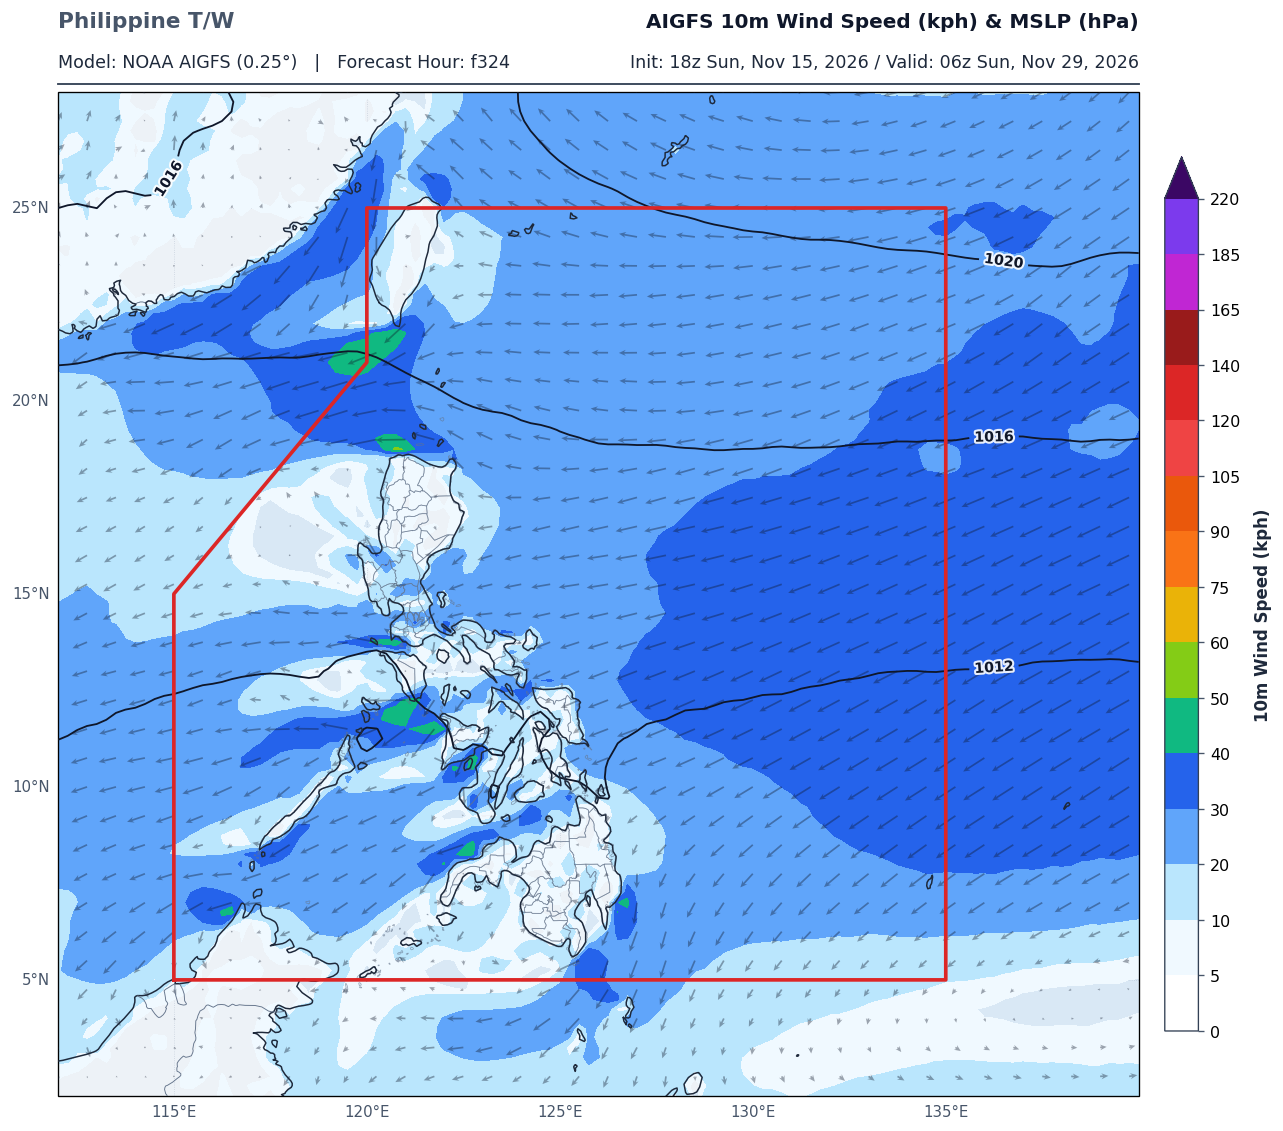 Philippine T/W
AIGFS 10m Wind Speed (kph) & MSLP (hPa)
Model: NOAA AIGFS (0.25°) | Forecast Hour: f324
Init: 18z Sun, Nov 15, 2026 / Valid: 06z Sun, Nov 29, 2026
1016
1020
1016
1012
25°N
20°N
15°N
10°N
5°N
115°E
120°E
125°E
130°E
135°E
220
185
165
140
120
105
90
75
60
50
40
30
20
10
5
0
10m Wind Speed (kph)